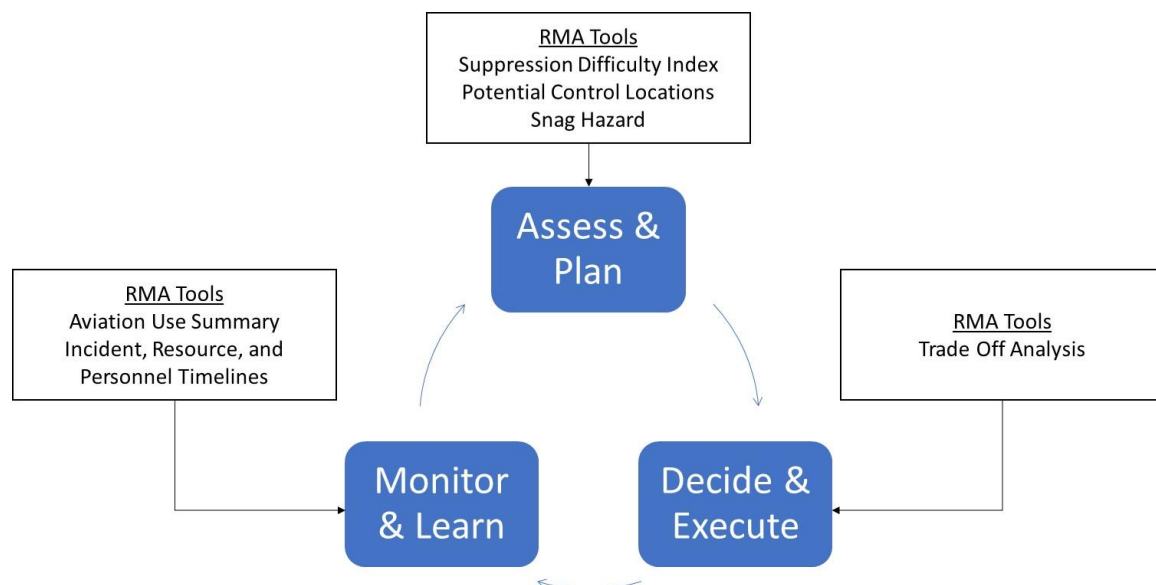 RMA Tools
Suppression Difficulty Index
Potential Control Locations
Snag Hazard
Assess &
Plan
RMA Tools
Aviation Use Summary
Incident, Resource, and
Personnel Timelines
RMA Tools
Trade Off Analysis
Monitor
& Learn
Decide &
Execute